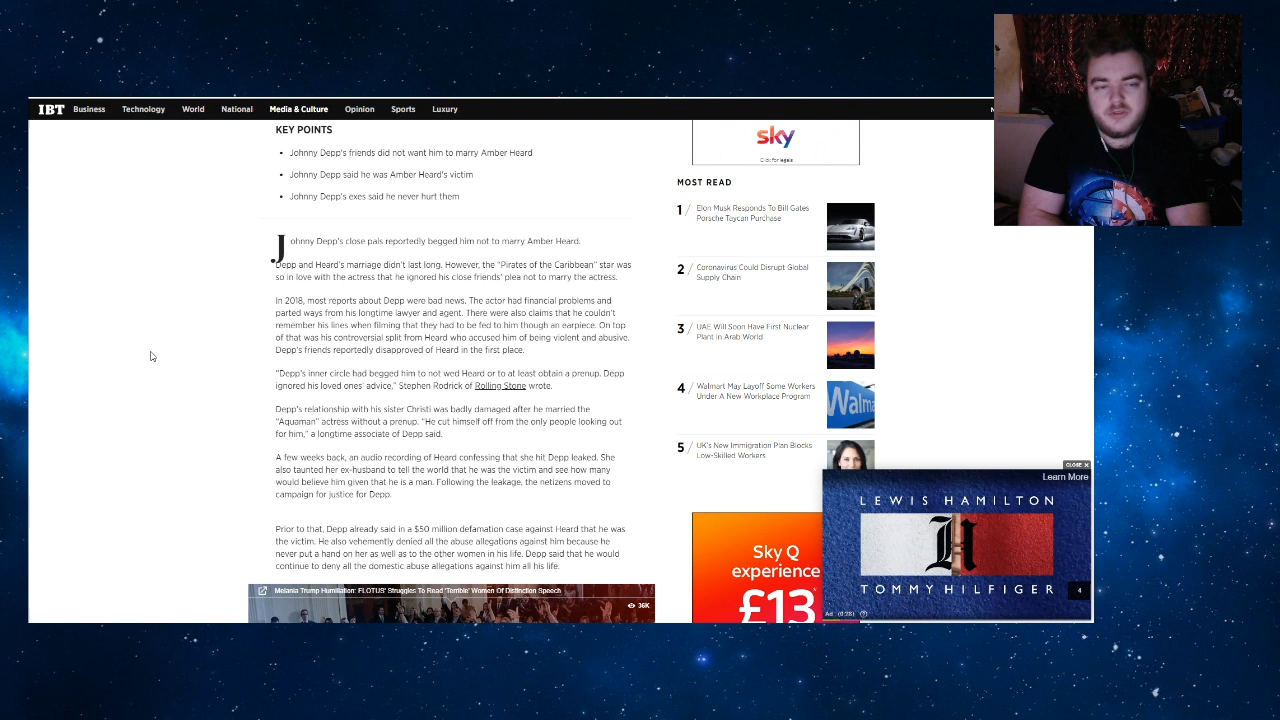 IBT Business Technology World National Media & Culture Opinion Sports Luxury
KEY POINTS
• Johnny Depp's friends did not want him to marry Amber Heard
• Johnny Depp said he was Amber Heard's victim
• Johnny Depp's exes said he never hurt them
Johnny Depp's close pals reportedly begged him not to marry Amber Heard.
Depp and Heard's marriage didn't last long. However, the "Pirates of the Caribbean" star was
so in love with the actress that he ignored his close friends' plea not to marry the actress.
In 2018, most reports about Depp were bad news. The actor had financial problems and
parted ways from his longtime lawyer and agent. There were also claims that he couldn't
remember his lines when filming that they had to be fed to him though an earpiece. On top
of that was his controversial split from Heard who accused him of being violent and abusive.
Depp's friends reportedly disapproved of Heard in the first place.
"Depp's inner circle had begged him to not wed Heard or to at least obtain a prenup. Depp
ignored his loved ones' advice," Stephen Rodrick of Rolling Stone wrote.
Depp's relationship with his sister Christi was badly damaged after he married the
"Aquaman" actress without a prenup. "He cut himself off from the only people looking out
for him," a longtime associate of Depp said.
A few weeks back, an audio recording of Heard confessing that she hit Depp leaked. She
also taunted her ex-husband to tell the world that he was the victim and see how many
would believe him given that he is a man. Following the leakage, the netizens moved to
campaign for justice for Depp.
Prior to that, Depp already said in a $50 million defamation case against Heard that he was
the victim. He also vehemently denied all the abuse allegations against him because he
never put a hand on her as well as to the other women in his life. Depp said that he would
continue to deny all the domestic abuse allegations against him all his life.
Melania Trump Humiliation: FLOTUS' Struggles To Read 'Terrible' Women Of Distinction Speech
36K
sky
Click for legals
MOST READ
1 / Elon Musk Responds To Bill Gates
Porsche Taycan Purchase
2 / Coronavirus Could Disrupt Global
Supply Chain
3 / UAE Will Soon Have First Nuclear
Plant In Arab World
4 / Walmart May Layoff Some Workers
Under A New Workplace Program
Walm
5 / UK's New Immigration Plan Blocks
Low-Skilled Workers
Sky Q
experience
£13
CLOSE X
Learn More
LEWIS HAMILTON
H
TOMMY HILFIGER
4
Ad : (0:28)